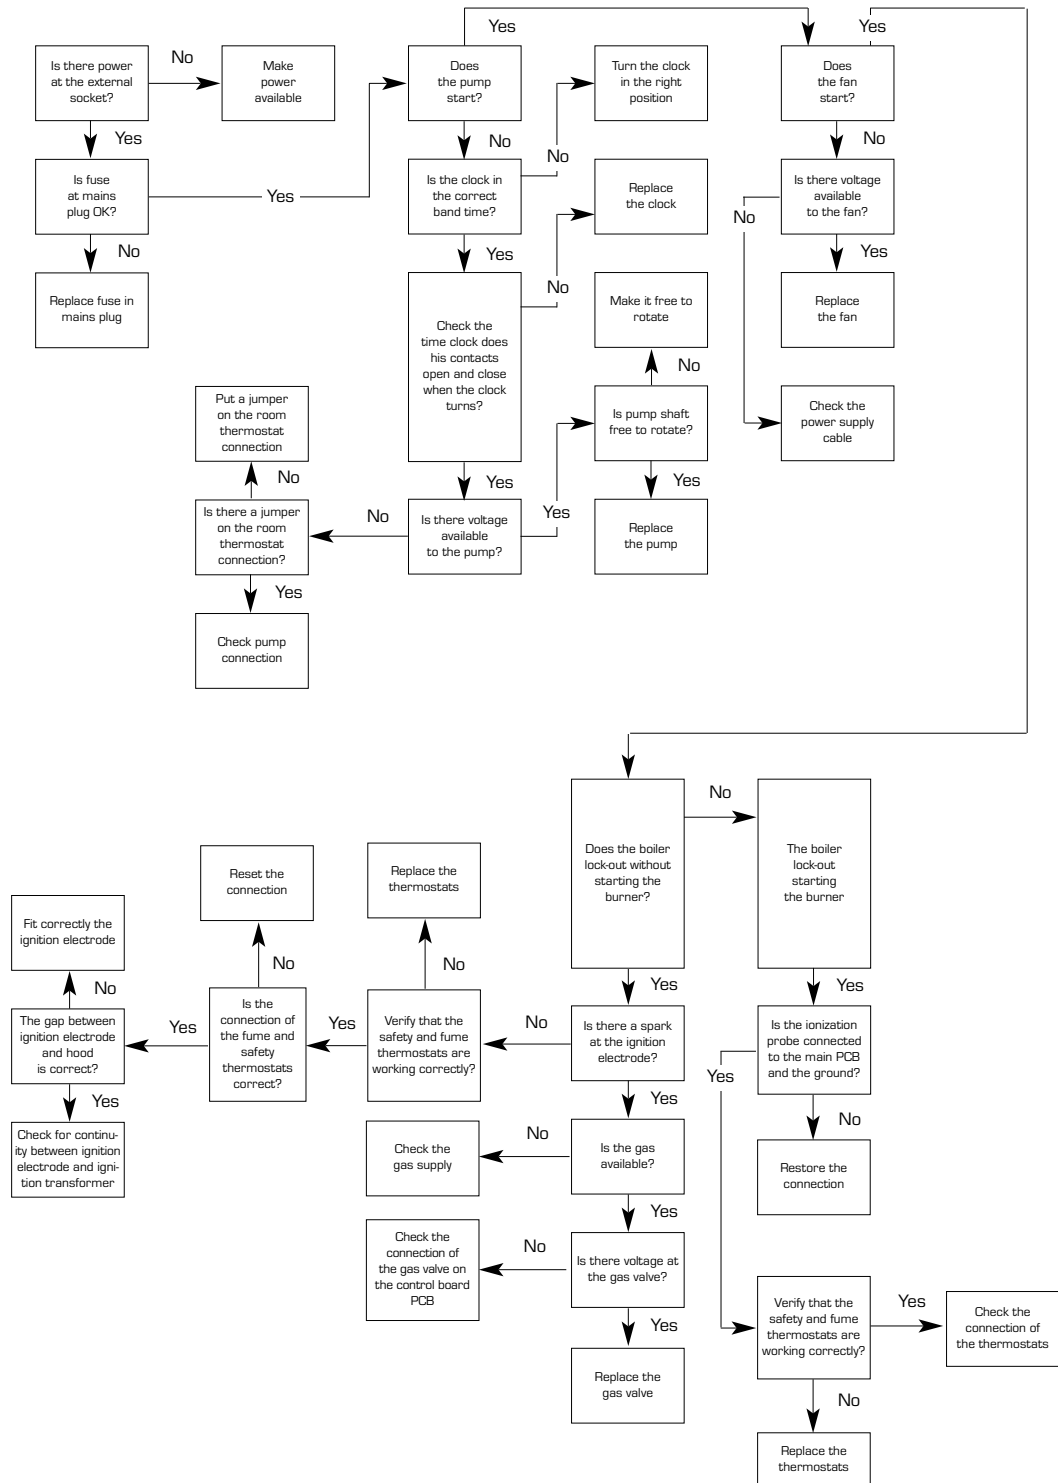 Yes
Yes
Is there power
at the external
socket?
No
Make
power
available
Does
the pump
start?
Turn the clock
in the right
position
Does
the fan
start?
Yes
No
No
No
Is fuse
at mains
plug OK?
Yes
Is the clock in
the correct
band time?
Replace
the clock
Is there voltage
available
to the fan?
No
No
Yes
No
Yes
Replace fuse in
mains plug
Check the
time clock does
his contacts
open and close
when the clock
turns?
Make it free to
rotate
Replace
the fan
No
Put a jumper
on the room
thermostat
connection
Is pump shaft
free to rotate?
Check the
power supply
cable
No
Yes
Yes
Is there a jumper
on the room
thermostat
connection?
No
Is there voltage
available
to the pump?
Yes
Replace
the pump
Yes
Check pump
connection
No
Does the boiler
lock-out without
starting the
burner?
The boiler
lock-out
starting
the burner
Reset the
connection
Replace the
thermostats
Fit correctly the
ignition electrode
No
No
No
Yes
Yes
The gap between
ignition electrode
and hood
is correct?
Yes
Is the
connection of
the fume and
safety
thermostats
correct?
Yes
Verify that the
safety and fume
thermostats are
working correctly?
No
Is there a spark
at the ignition
electrode?
Is the ionization
probe connected
to the main PCB
and the ground?
Yes
Yes
Yes
No
Check for continu-
ity between ignition
electrode and igni-
tion transformer
Check the
gas supply
No
Is the gas
available?
Restore the
connection
Yes
Check the
connection of
the gas valve on
the control board
PCB
No
Is there voltage at
the gas valve?
Verify that the
safety and fume
thermostats are
working correctly?
Yes
Check the
connection of
the thermostats
Yes
Replace the
gas valve
No
Replace the
thermostats